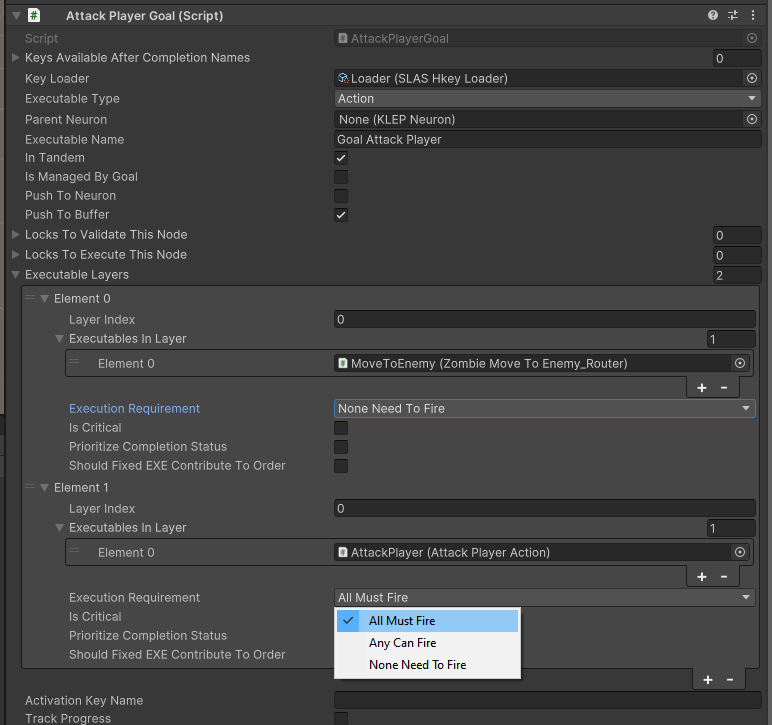 # Attack Player Goal (Script)
Script # AttackPlayerGoal
Keys Available After Completion Names 0
Key Loader Loader (SLAS Hkey Loader)
Executable Type Action
Parent Neuron None (KLEP Neuron)
Executable Name Goal Attack Player
In Tandem
Is Managed By Goal
Push To Neuron
Push To Buffer
Locks To Validate This Node 0
Locks To Execute This Node 0
Executable Layers 2
Element 0
Layer Index 0
Executables In Layer 1
Element 0 # MoveToEnemy (Zombie Move To Enemy_Router)
+ -
Execution Requirement None Need To Fire
Is Critical
Prioritize Completion Status
Should Fixed EXE Contribute To Order
Element 1
Layer Index 0
Executables In Layer 1
Element 0 # AttackPlayer (Attack Player Action)
+ -
Execution Requirement All Must Fire
Is Critical All Must Fire
Prioritize Completion Status Any Can Fire
Should Fixed EXE Contribute To Order None Need To Fire
+ -
Activation Key Name
Track Progress